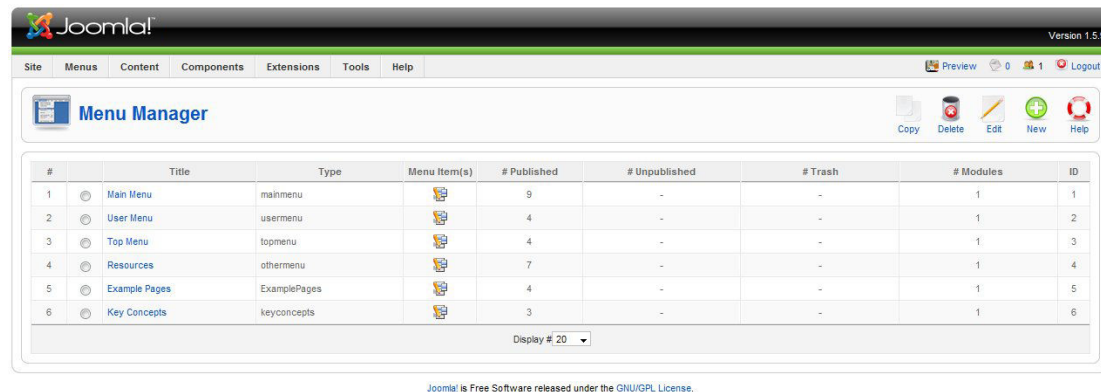 Joomla!
Version 1.5.
Site Menus Content Components Extensions Tools Help Preview 0 1 Logout
Menu Manager
Copy Delete Edit New Help
# Title Type Menu Item(s) # Published # Unpublished # Trash # Modules ID
1 Main Menu mainmenu 9 - - 1 1
2 User Menu usermenu 4 - - 1 2
3 Top Menu topmenu 4 - - 1 3
4 Resources othermenu 7 - - 1 4
5 Example Pages ExamplePages 4 - - 1 5
6 Key Concepts keyconcepts 3 - - 1 6
Display # 20
Joomla! is Free Software released under the GNU/GPL License.